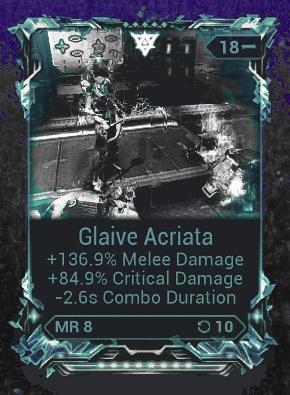 18
Glaive Acriata
+136.9% Melee Damage
+84.9% Critical Damage
-2.6s Combo Duration
MR 8 10